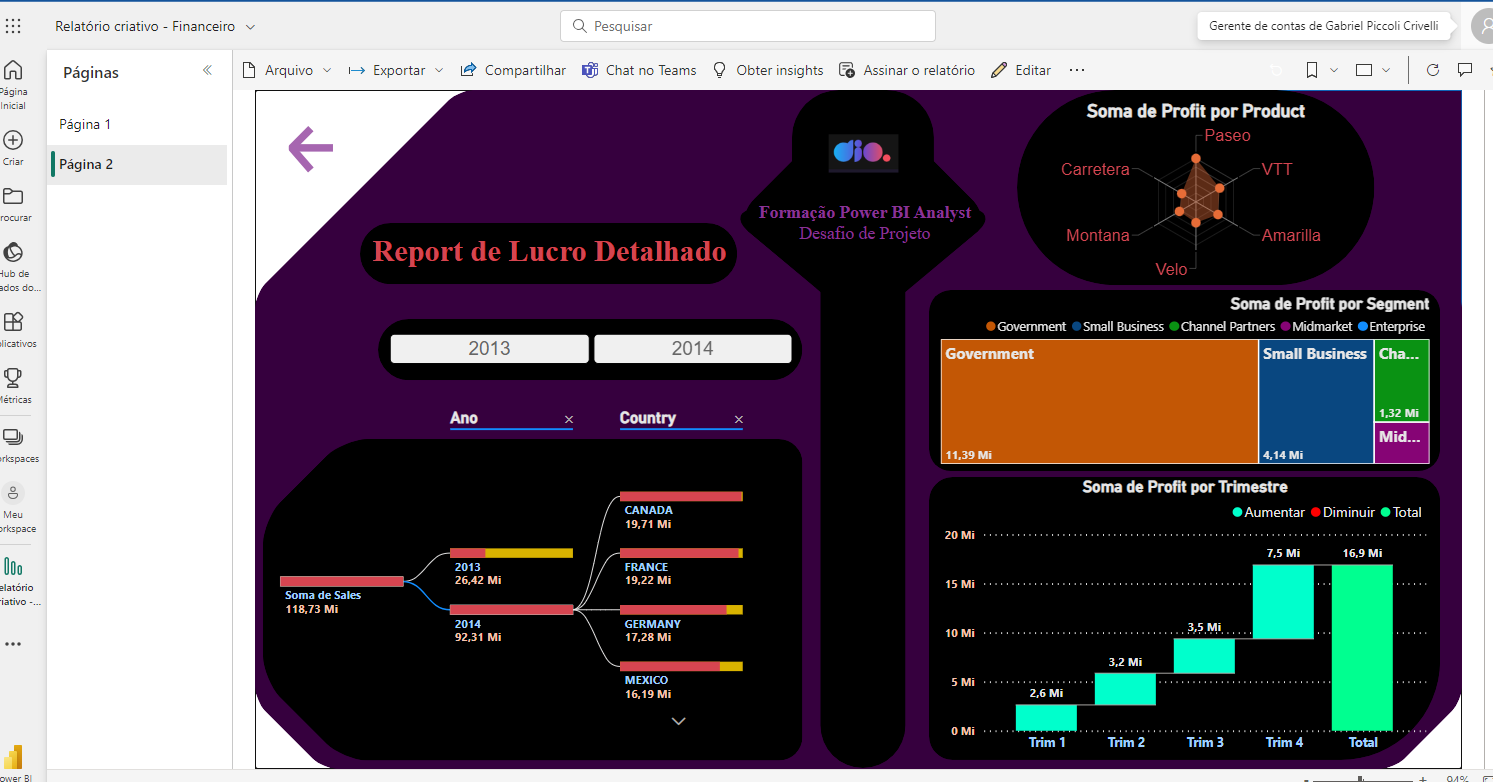 Relatório criativo - Financeiro
Pesquisar
Gerente de contas de Gabriel Piccoli Crivelli
Página
Inicial
Criar
rocurar
Hub de
ados do...
plicativos
Métricas
orkspaces
Meu
orkspace
elatório
riativo -...
ower BI
Páginas
Página 1
Página 2
Arquivo
Exportar
Compartilhar
Chat no Teams
Obter insights
Assinar o relatório
Editar
dio.
Formação Power BI Analyst
Desafio de Projeto
Report de Lucro Detalhado
2013
2014
Ano
Country
Soma de Sales
118,73 Mi
2013
26,42 Mi
2014
92,31 Mi
CANADA
19,71 Mi
FRANCE
19,22 Mi
GERMANY
17,28 Mi
MEXICO
16,19 Mi
Soma de Profit por Product
Paseo
Carretera
VTT
Montana
Amarilla
Velo
Soma de Profit por Segment
Government Small Business Channel Partners Midmarket Enterprise
Government
11,39 Mi
Small Business
4,14 Mi
Cha...
1,32 Mi
Mid...
Soma de Profit por Trimestre
Aumentar Diminuir Total
20 Mi
15 Mi
10 Mi
5 Mi
0 Mi
2,6 Mi
3,2 Mi
3,5 Mi
7,5 Mi
16,9 Mi
Trim 1
Trim 2
Trim 3
Trim 4
Total
94%